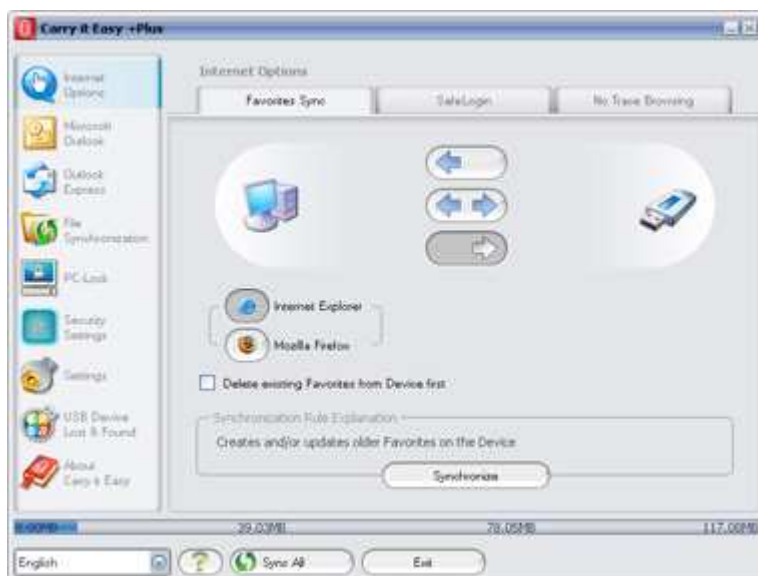 Carry it Easy +Plus
Internet
Options
Microsoft
Outlook
Outlook
Express
File
Synchronization
PC-Lock
Security
Settings
Settings
USB Device
Lost & Found
About
Carry it Easy
Internet Options
Favorites Sync
SafeLogin
No Trace Browsing
Internet Explorer
Mozilla Firefox
Delete existing Favorites from Device first
Synchronization Rule Explanation
Creates and/or updates older Favorites on the Device
Synchronize
0.00MB
39.03MB
78.05MB
117.08MB
English
?
Sync All
Exit